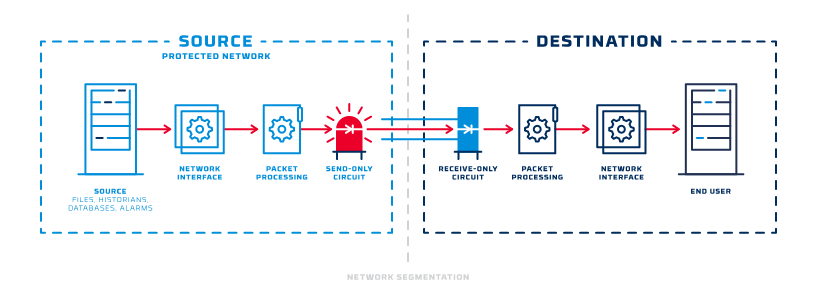 SOURCE
PROTECTED NETWORK
DESTINATION
NETWORK
INTERFACE
PACKET
PROCESSING
SEND-ONLY
CIRCUIT
RECEIVE-ONLY
CIRCUIT
PACKET
PROCESSING
NETWORK
INTERFACE
SOURCE
FILES, HISTORIANS,
DATABASES, ALARMS
END USER
NETWORK SEGMENTATION